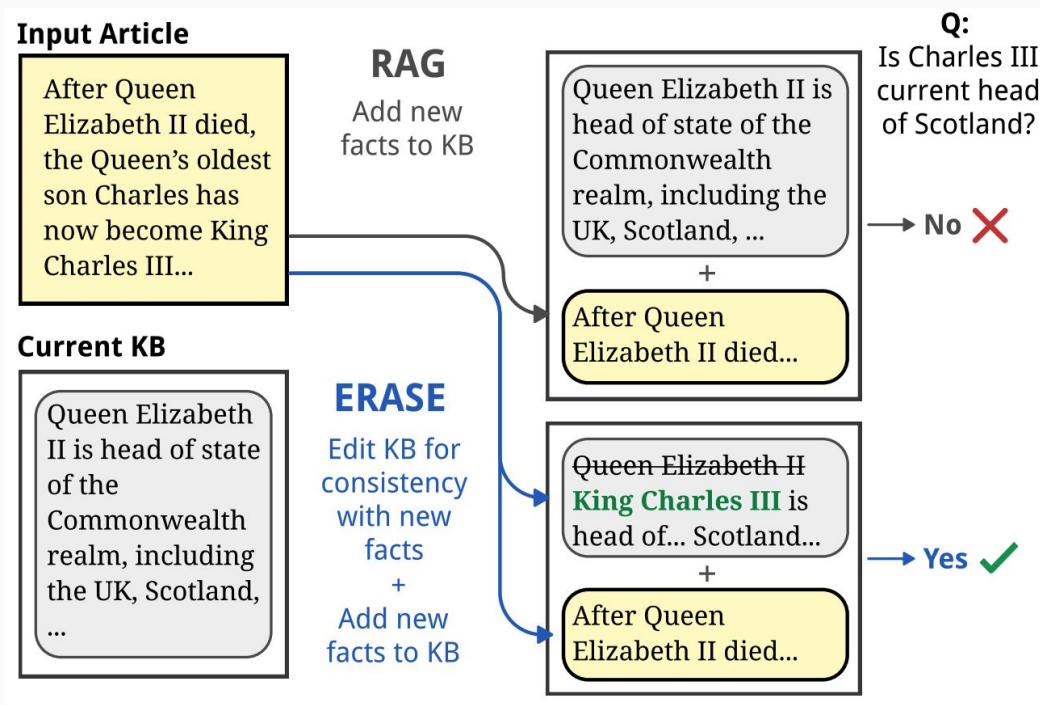 Input Article
After Queen
Elizabeth II died,
the Queen’s oldest
son Charles has
now become King
Charles III...
Current KB
Queen Elizabeth
II is head of state
of the
Commonwealth
realm, including
the UK, Scotland,
...
RAG
Add new
facts to KB
ERASE
Edit KB for
consistency
with new
facts
+
Add new
facts to KB
Queen Elizabeth II is
head of state of the
Commonwealth
realm, including the
UK, Scotland, ...
+
After Queen
Elizabeth II died...
Queen Elizabeth II
King Charles III is
head of... Scotland...
+
After Queen
Elizabeth II died...
Q:
Is Charles III
current head
of Scotland?
No
Yes